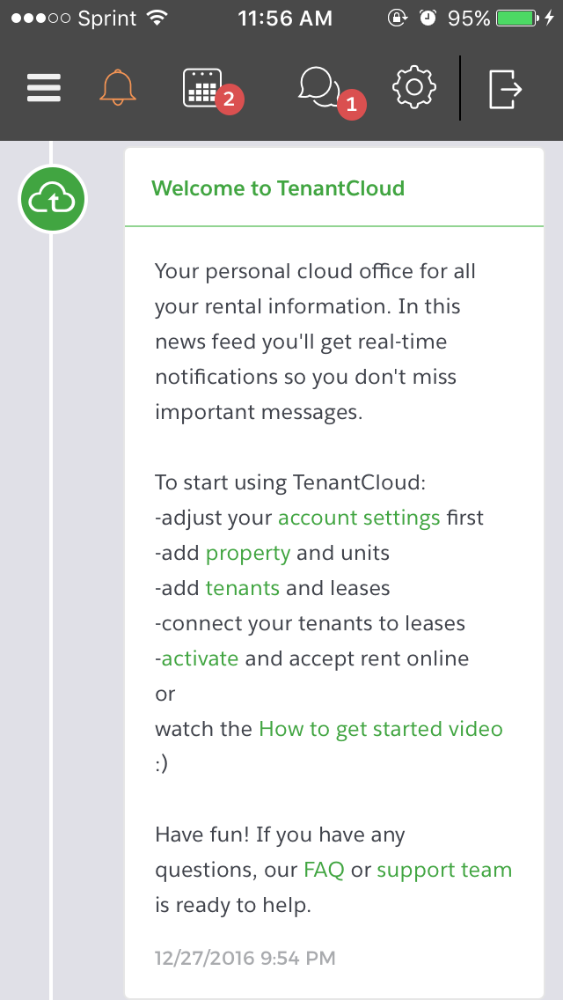 Sprint 11:56 AM 95%
2 1
Welcome to TenantCloud
Your personal cloud office for all
your rental information. In this
news feed you'll get real-time
notifications so you don't miss
important messages.
To start using TenantCloud:
-adjust your account settings first
-add property and units
-add tenants and leases
-connect your tenants to leases
-activate and accept rent online
or
watch the How to get started video
:)
Have fun! If you have any
questions, our FAQ or support team
is ready to help.
12/27/2016 9:54 PM